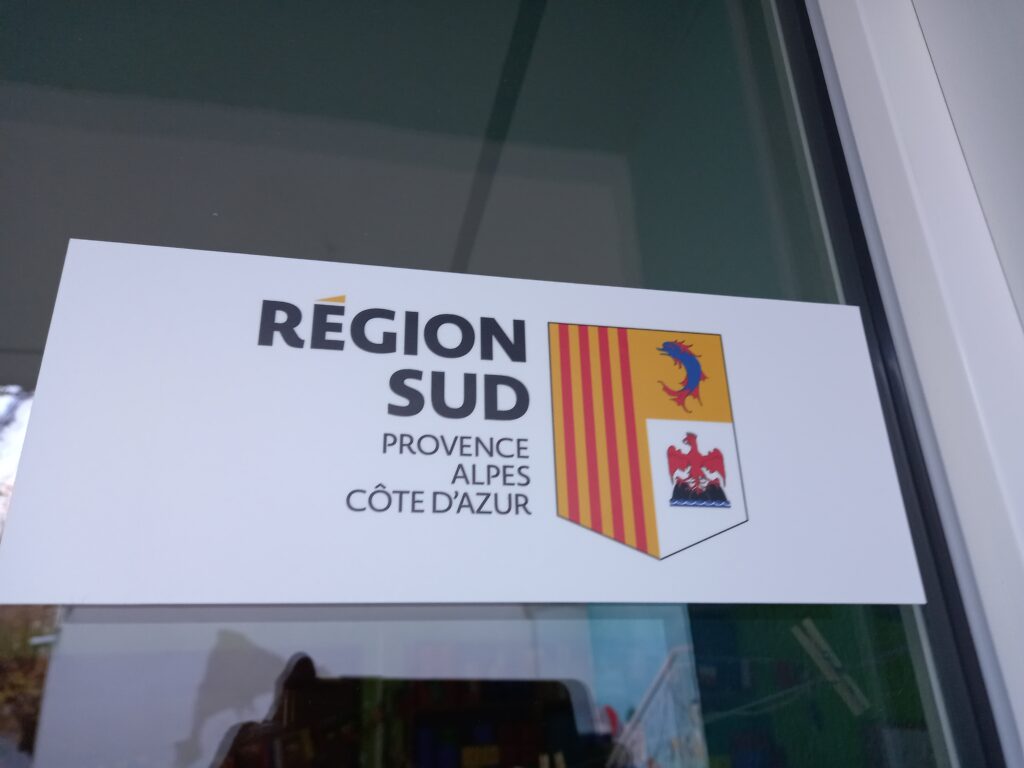 RÉGION
SUD
PROVENCE
ALPES
CÔTE D'AZUR